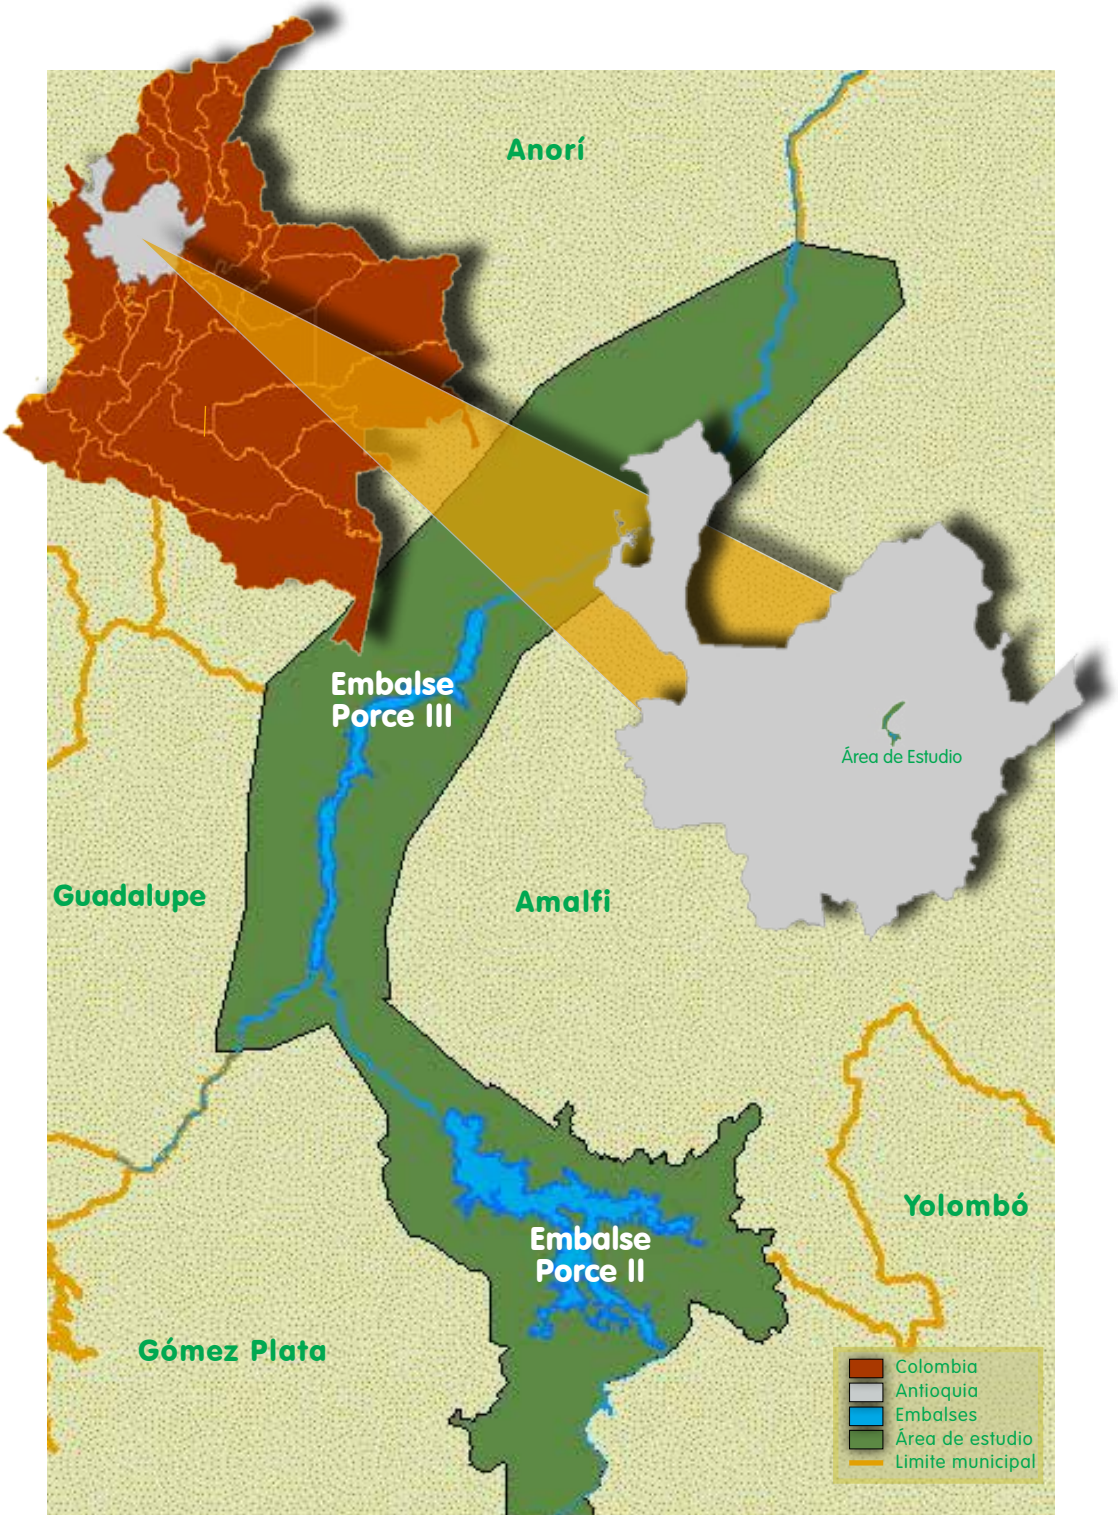 Anorí
Embalse
Porce III
Área de Estudio
Guadalupe
Amalfi
Yolombó
Embalse
Porce II
Gómez Plata
Colombia
Antioquia
Embalses
Área de estudio
Limite municipal